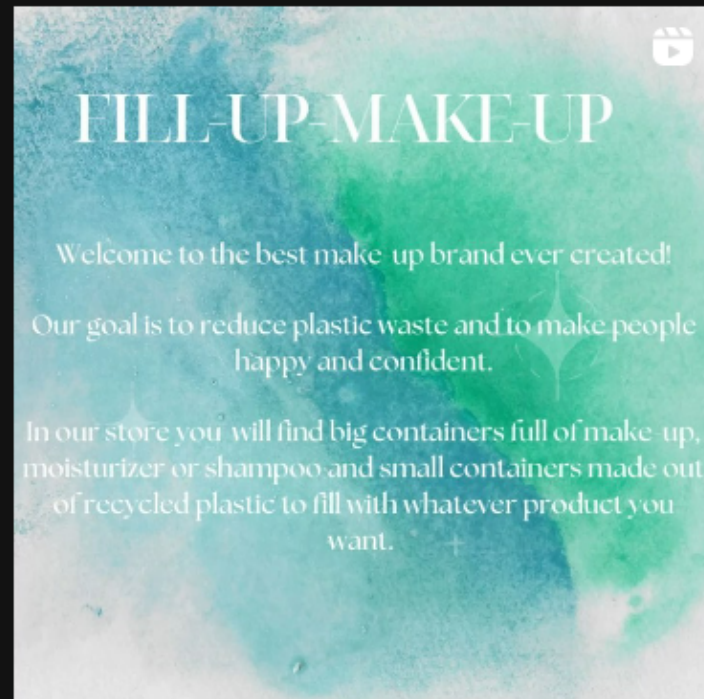 FILL-UP-MAKE-UP
Welcome to the best make-up brand ever created!
Our goal is to reduce plastic waste and to make people
happy and confident.
In our store you will find big containers full of make-up,
moisturizer or shampoo and small containers made out
of recycled plastic to fill with whatever product you
want.